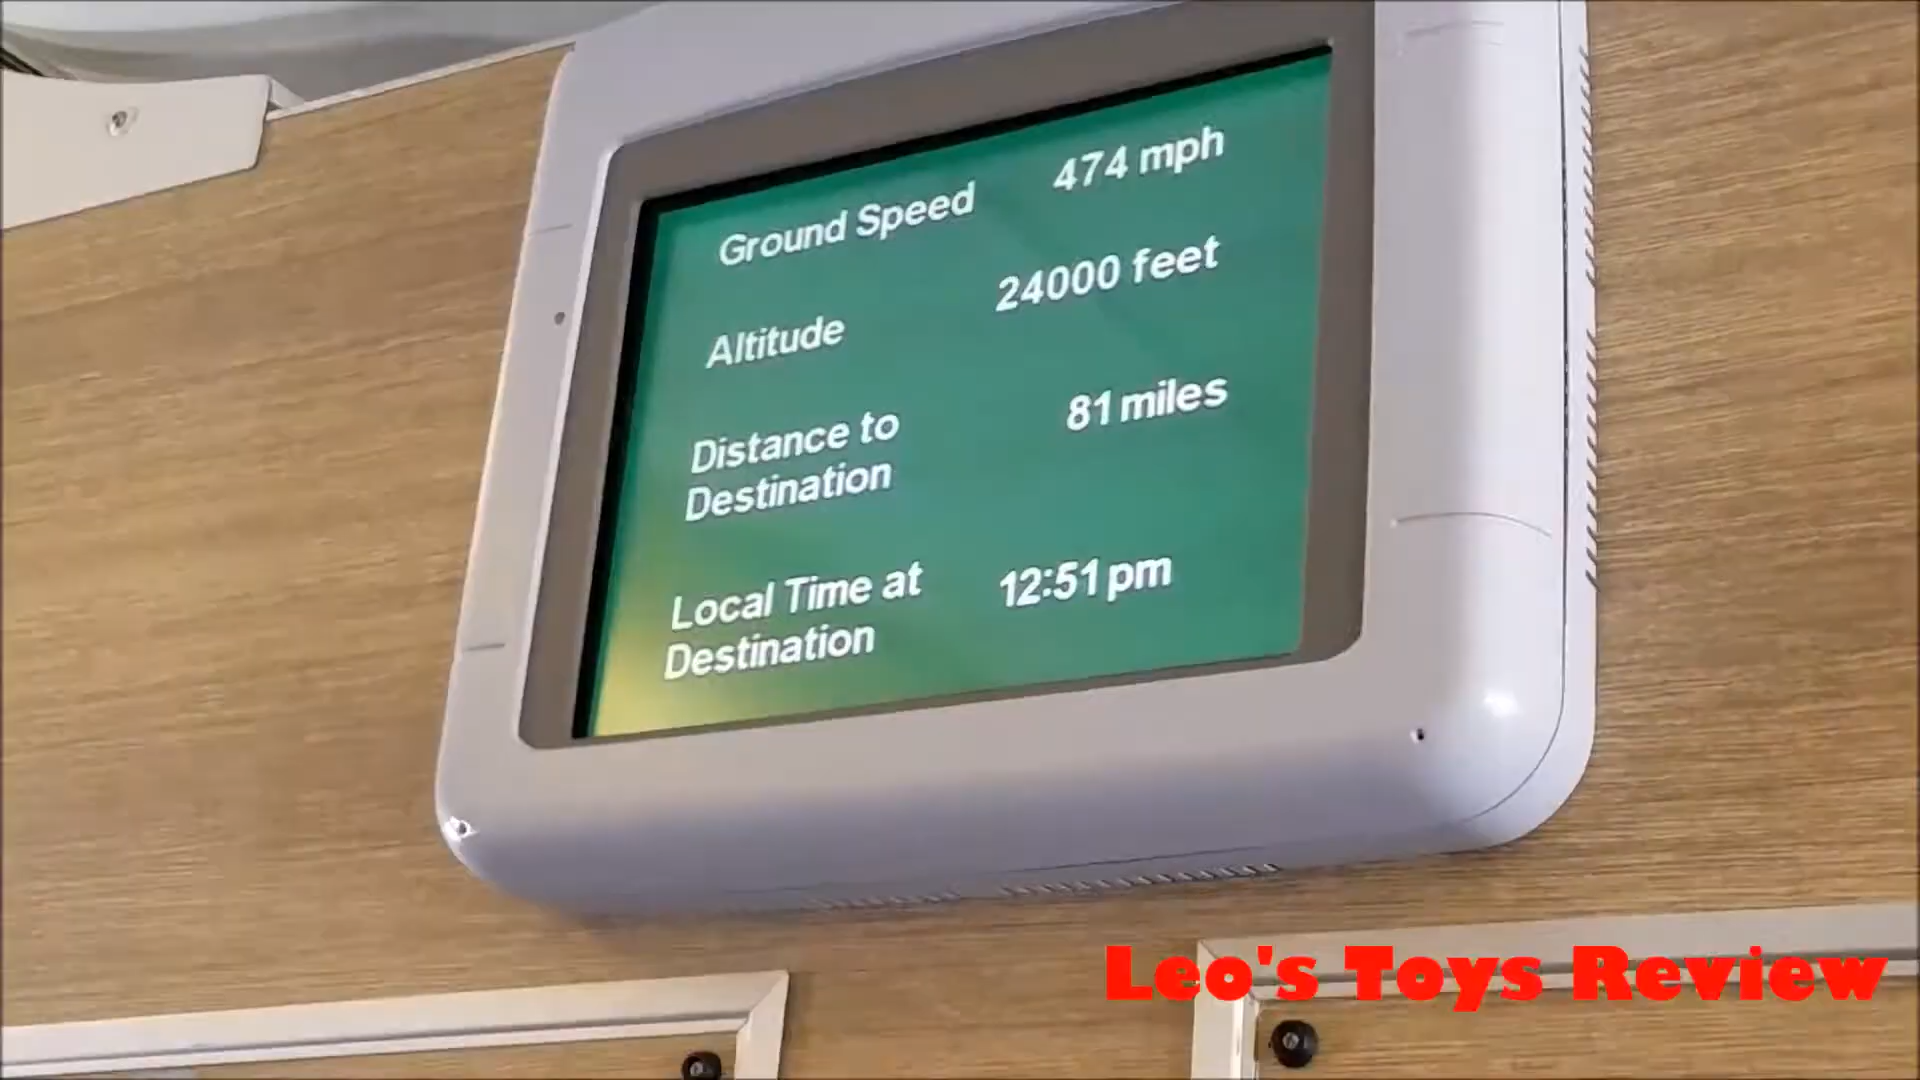 Ground Speed 474 mph
Altitude 24000 feet
Distance to 81 miles
Destination
Local Time at 12:51 pm
Destination
Leo's Toys Review